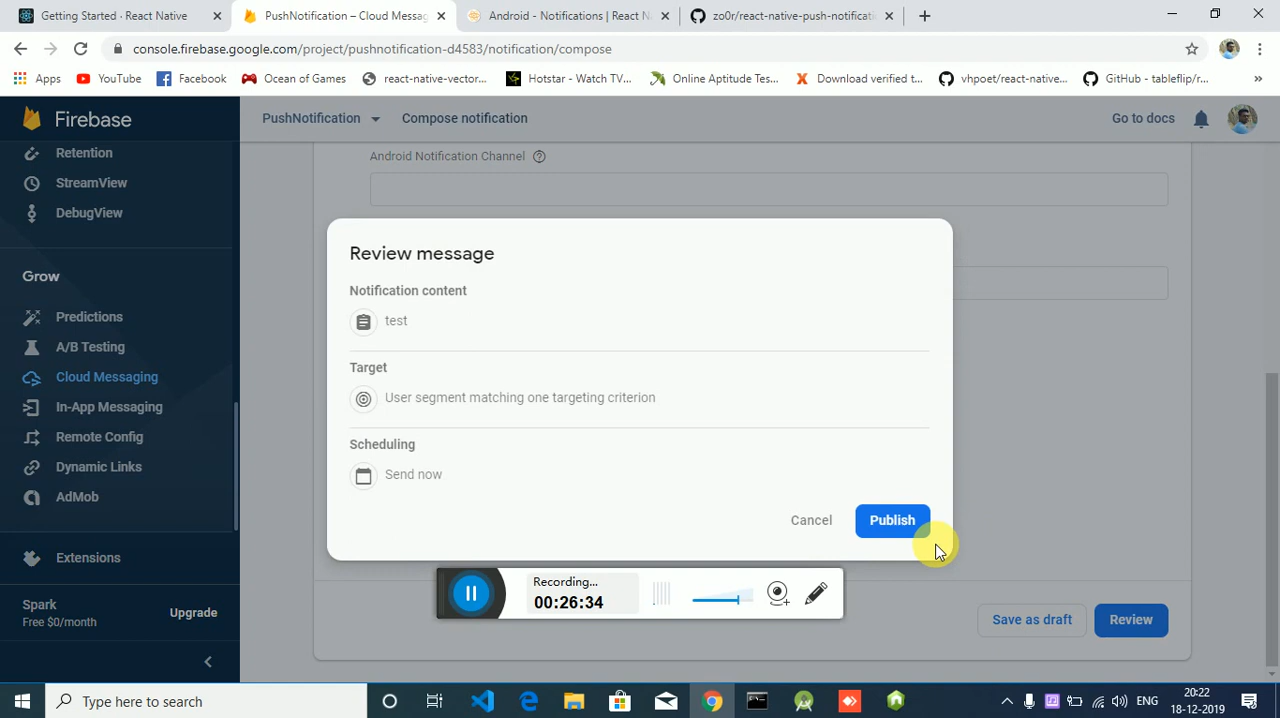 Getting Started · React Native
PushNotification – Cloud Messag
Android - Notifications | React N
zo0r/react-native-push-notificati
console.firebase.google.com/project/pushnotification-d4583/notification/compose
Apps
YouTube
Facebook
Ocean of Games
react-native-vector...
Hotstar - Watch TV...
Online Aptitude Tes...
Download verified t...
vhpoet/react-native...
GitHub - tableflip/r...
»
Firebase
PushNotification
Compose notification
Go to docs
Retention
StreamView
DebugView
Grow
Predictions
A/B Testing
Cloud Messaging
In-App Messaging
Remote Config
Dynamic Links
AdMob
Extensions
Spark
Free $0/month
Upgrade
Android Notification Channel
Review message
Notification content
test
Target
User segment matching one targeting criterion
Scheduling
Send now
Cancel
Publish
Recording...
00:26:34
Save as draft
Review
Type here to search
ENG
20:22
18-12-2019